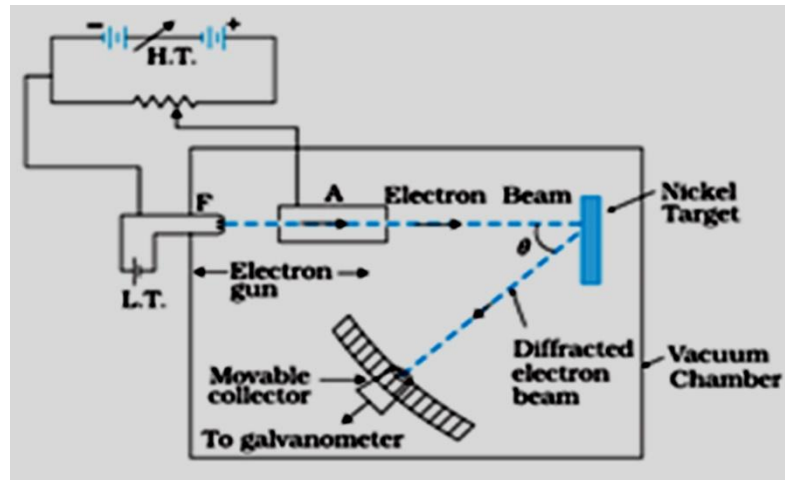 − +
H.T.
F
A
Electron Beam
Nickel
Target
θ
Electron
gun
L.T.
Diffracted
electron
beam
Vacuum
Chamber
Movable
collector
To galvanometer